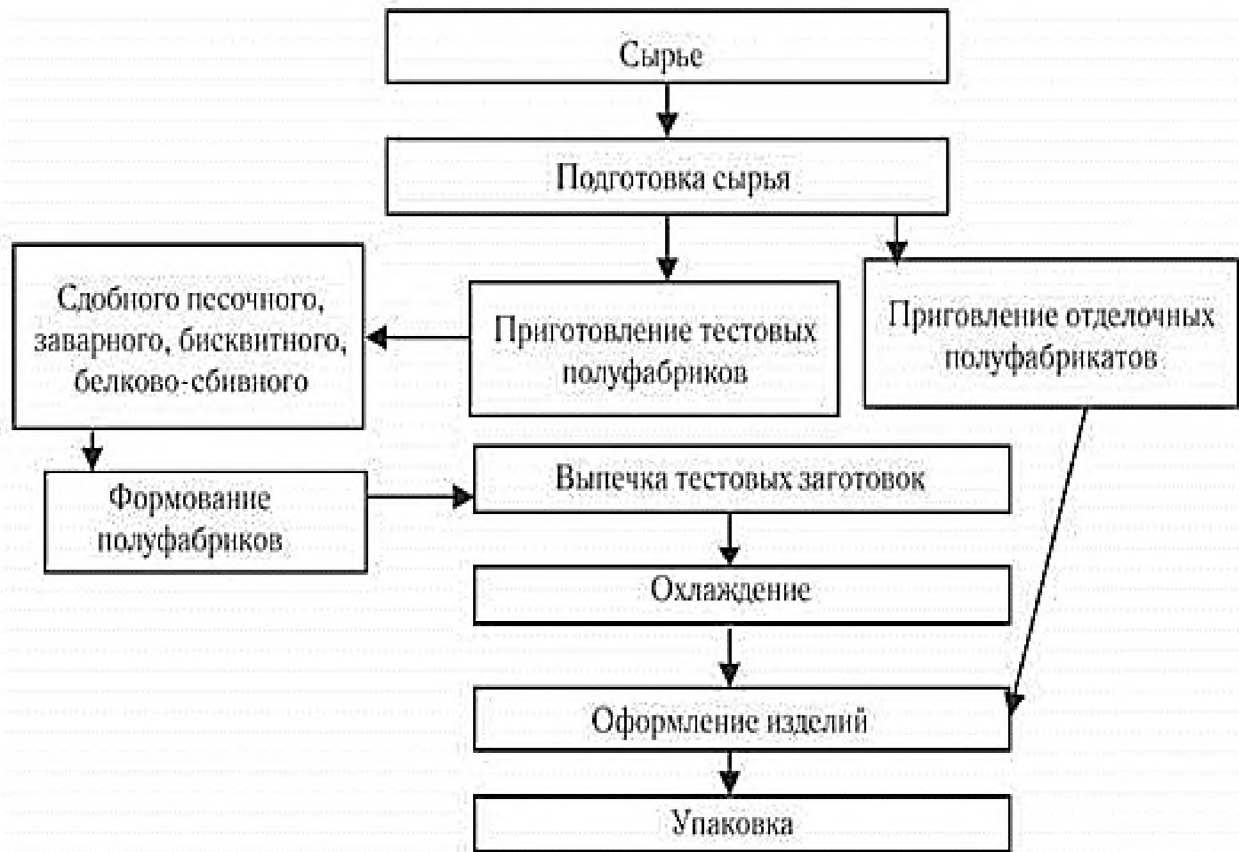 Сырье
Подготовка сырья
Сдобного песочного,
заварного, бисквитного,
белково-сбивного
Приготовление тестовых
полуфабриков
Приговление отделочных
полуфабрикатов
Формование
полуфабриков
Выпечка тестовых заготовок
Охлаждение
Оформление изделий
Упаковка